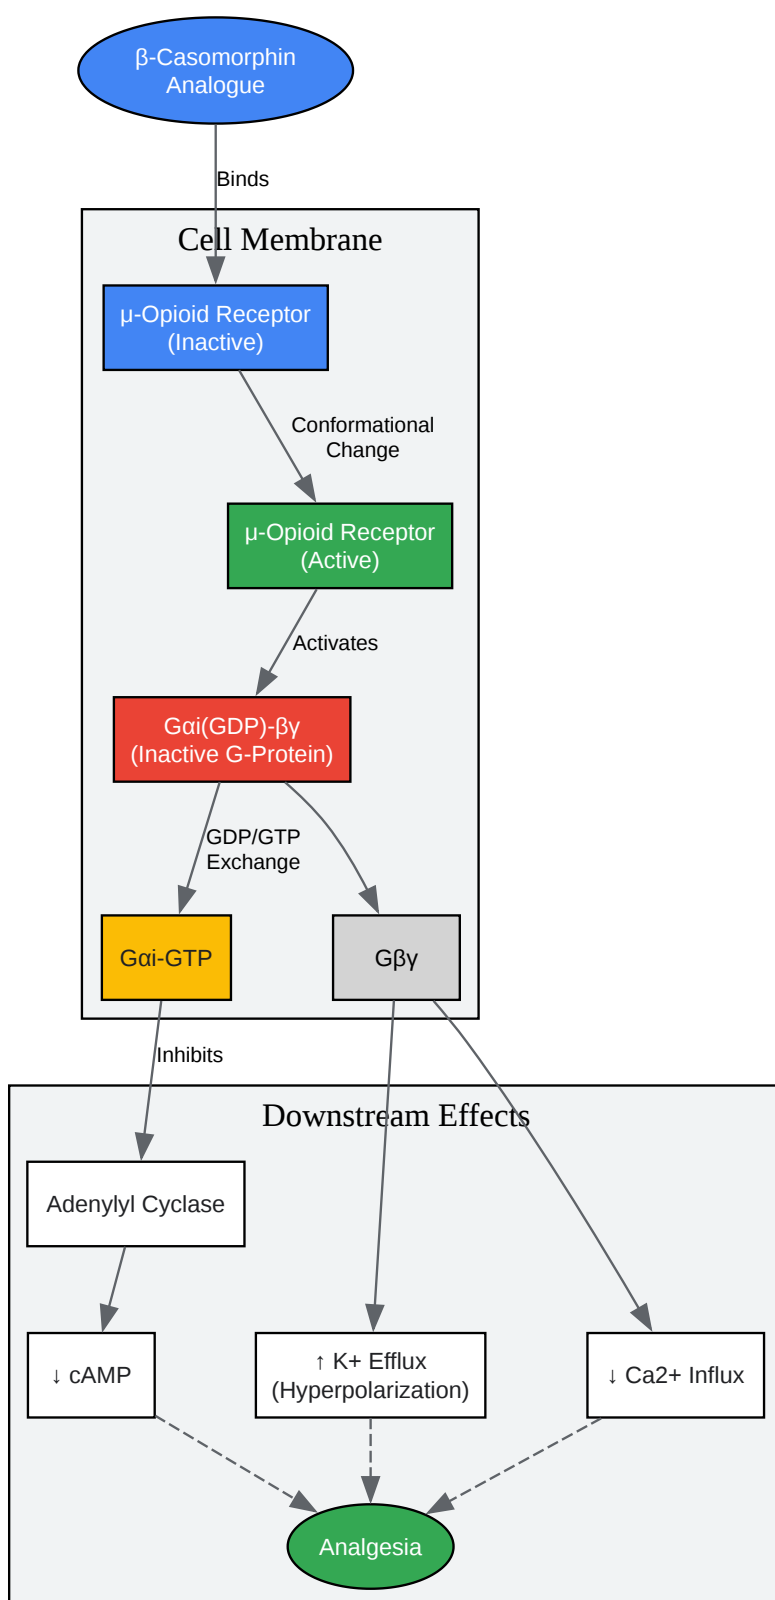 β-Casomorphin
Analogue
Binds
Cell Membrane
μ-Opioid Receptor
(Inactive)
Conformational
Change
μ-Opioid Receptor
(Active)
Activates
Gαi(GDP)-βγ
(Inactive G-Protein)
GDP/GTP
Exchange
Gαi-GTP
Gβγ
Inhibits
Downstream Effects
Adenylyl Cyclase
↓ cAMP
↑ K+ Efflux
(Hyperpolarization)
↓ Ca2+ Influx
Analgesia